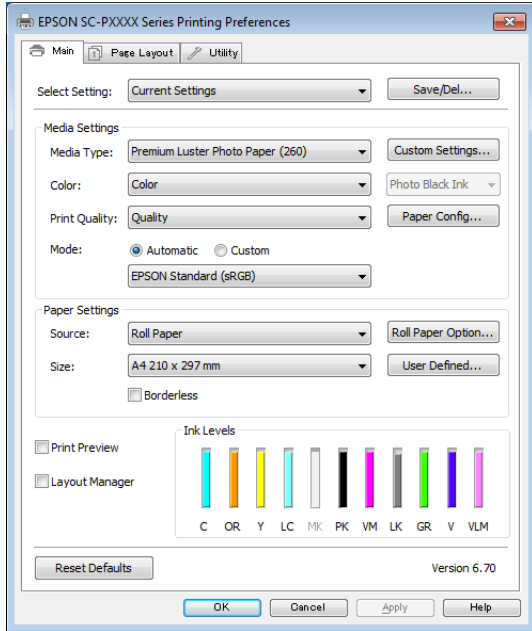 EPSON SC-PXXXX Series Printing Preferences
Main Page Layout Utility
Select Setting: Current Settings Save/Del...
Media Settings
Media Type: Premium Luster Photo Paper (260) Custom Settings...
Color: Color Photo Black Ink
Print Quality: Quality Paper Config...
Mode: Automatic Custom
EPSON Standard (sRGB)
Paper Settings
Source: Roll Paper Roll Paper Option...
Size: A4 210 x 297 mm User Defined...
Borderless
Ink Levels
Print Preview
Layout Manager
C OR Y LC MK PK VM LK GR V VLM
Reset Defaults Version 6.70
OK Cancel Apply Help